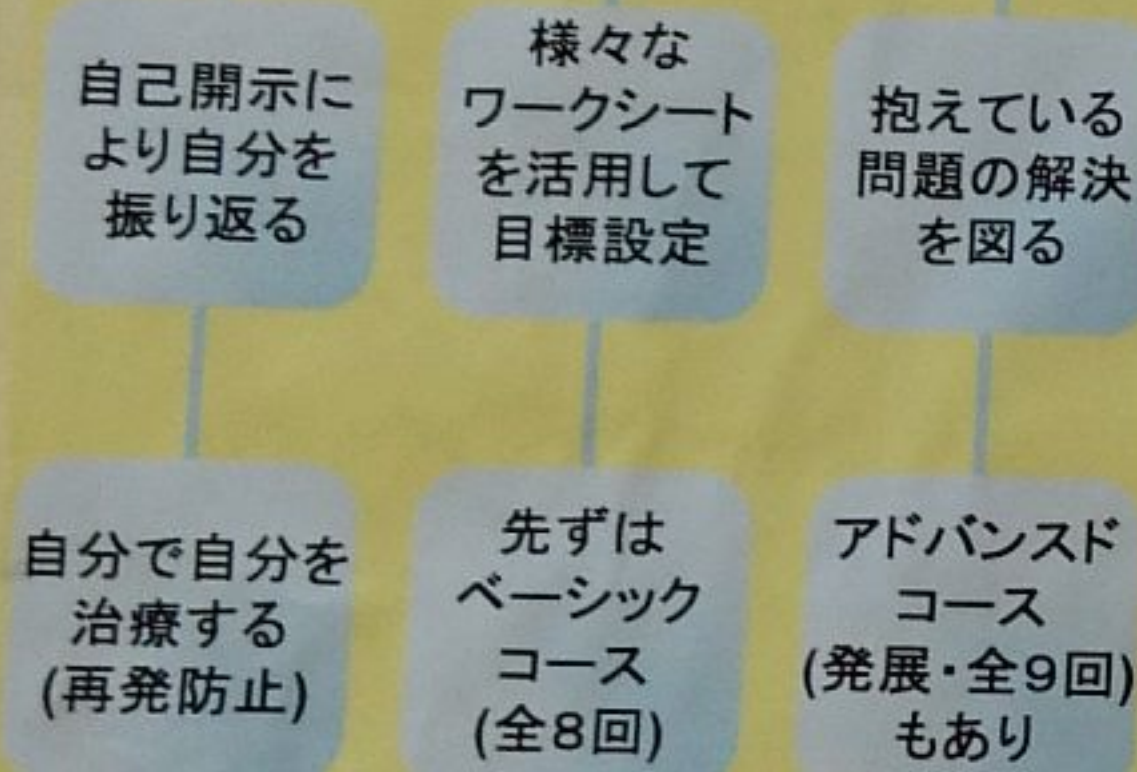 自己開示に
より自分を
振り返る
様々な
ワークシート
を活用して
目標設定
抱えている
問題の解決
を図る
自分で自分を
治療する
(再発防止)
先ずは
ベーシック
コース
(全8回)
アドバンスド
コース
(発展・全9回)
もあり